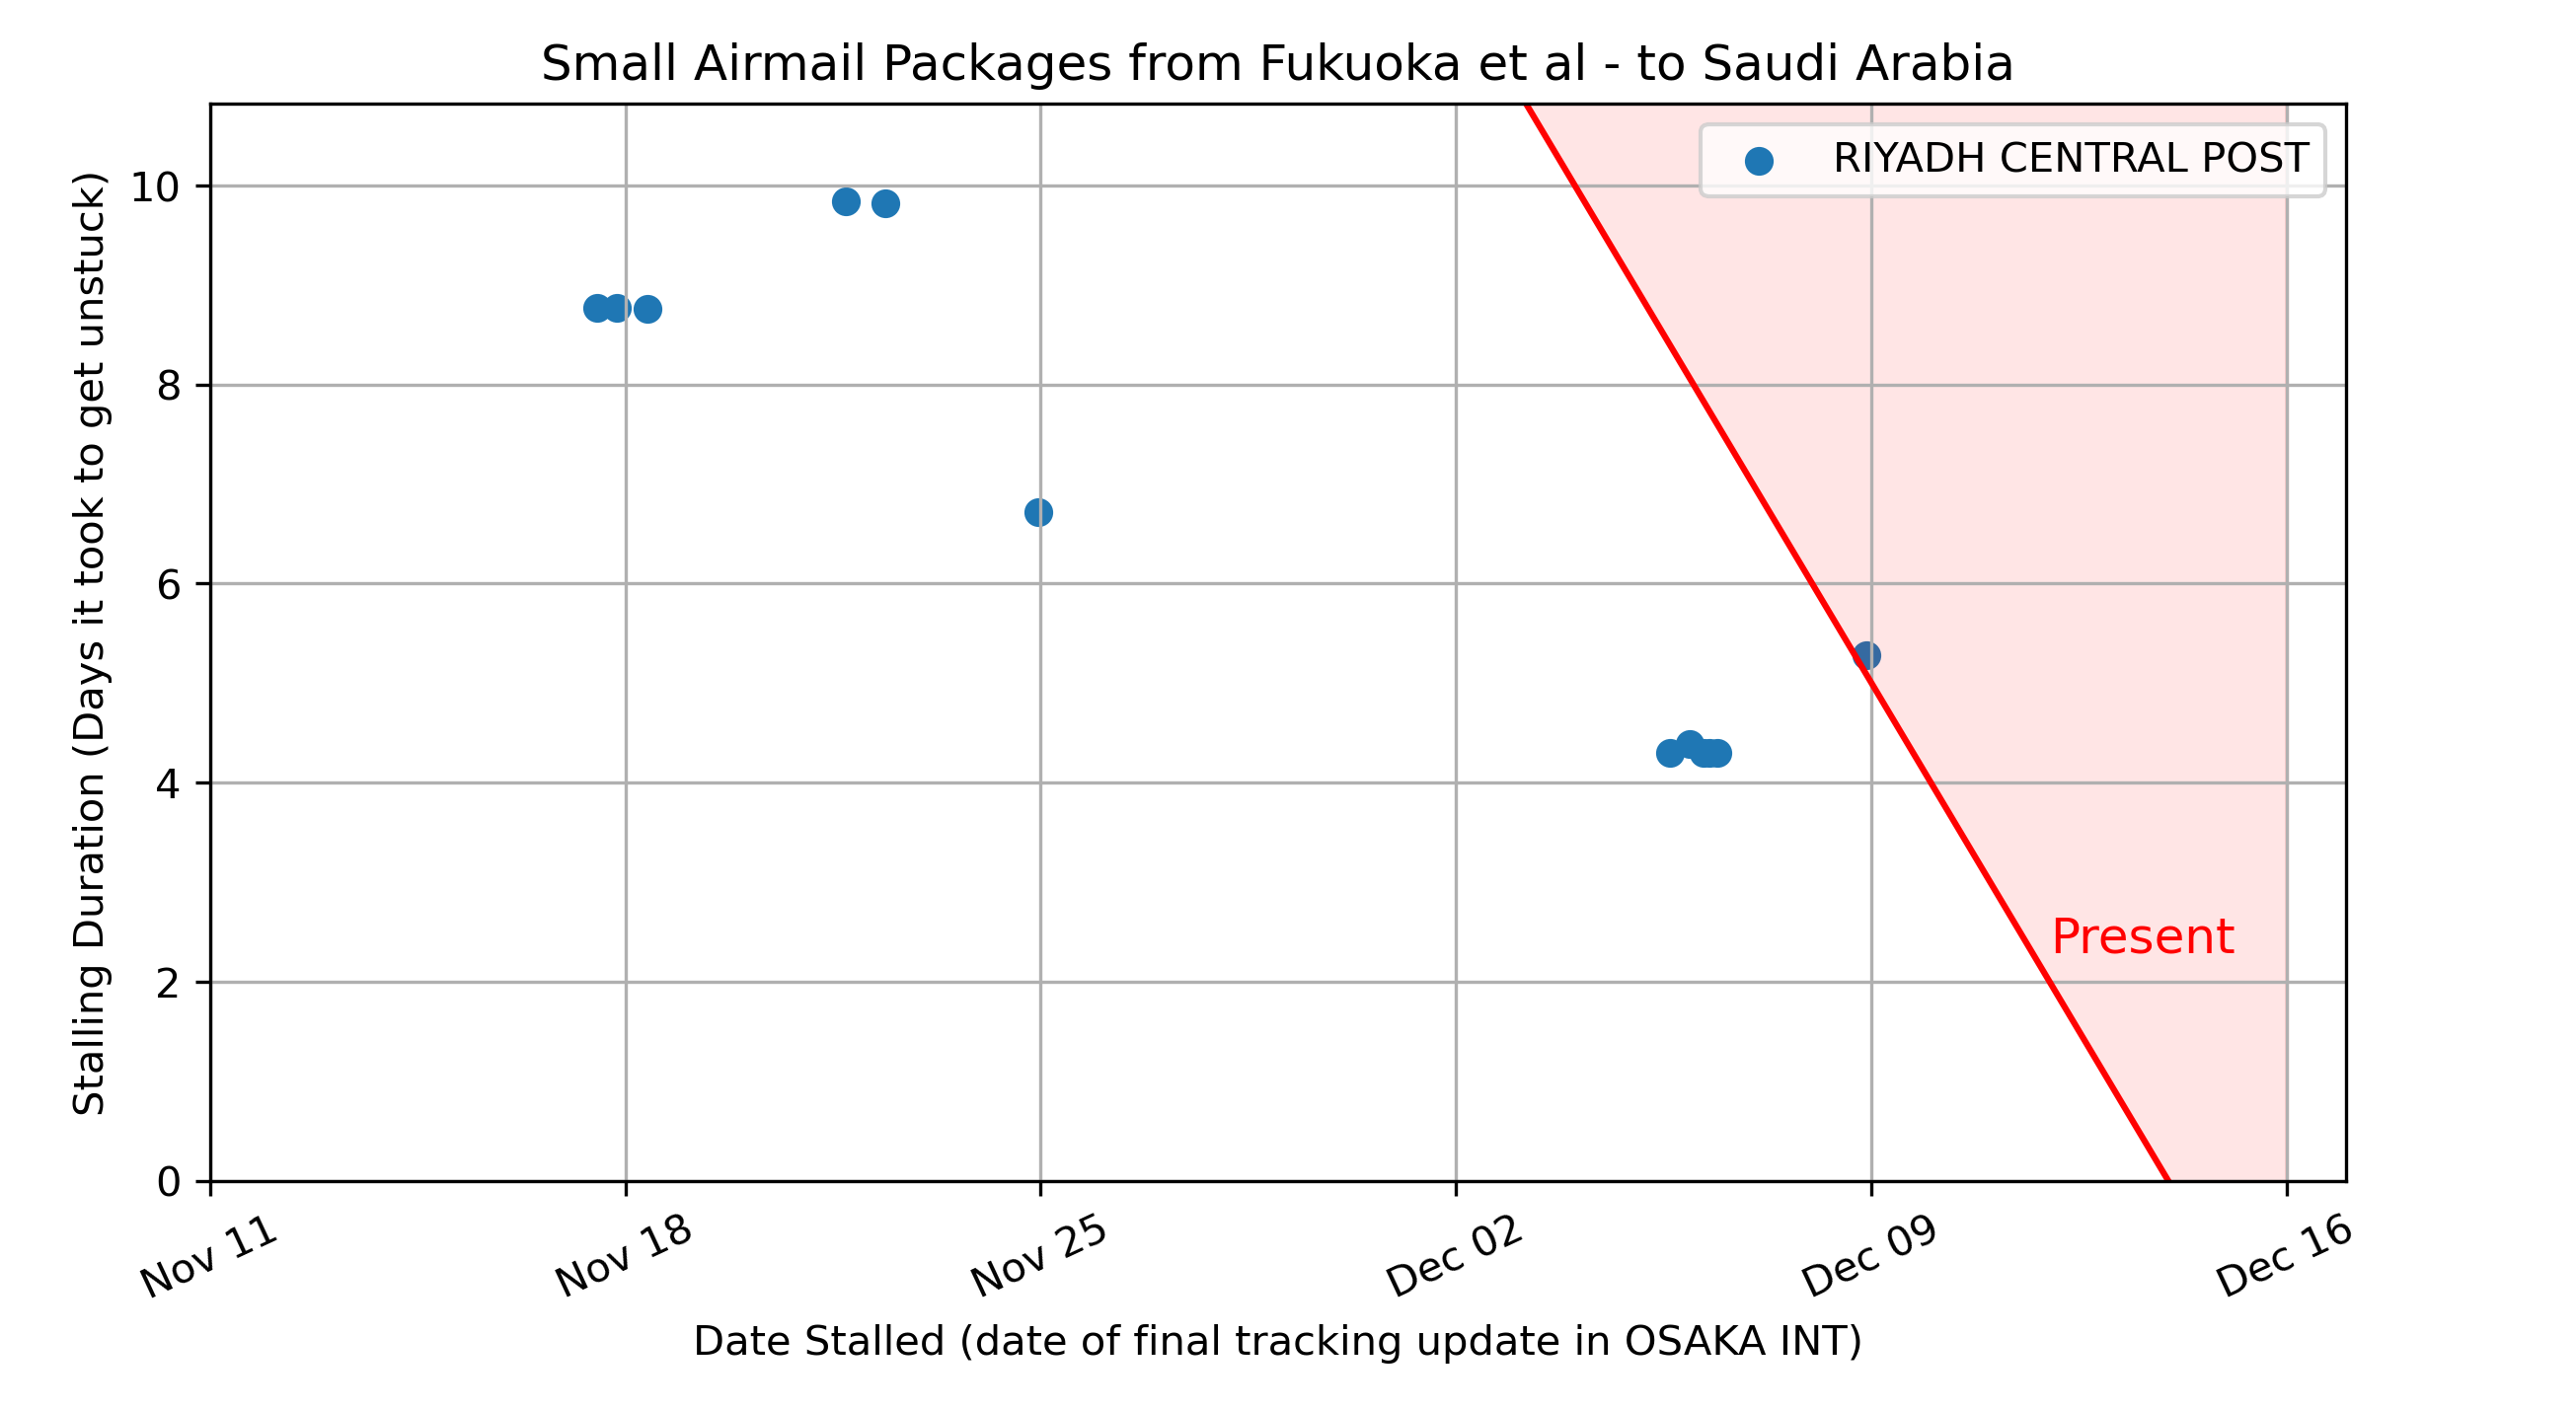 Small Airmail Packages from Fukuoka et al - to Saudi Arabia
RIYADH CENTRAL POST
Stalling Duration (Days it took to get unstuck)
10
8
6
4
2
0
Present
Nov 11
Nov 18
Nov 25
Dec 02
Dec 09
Dec 16
Date Stalled (date of final tracking update in OSAKA INT)